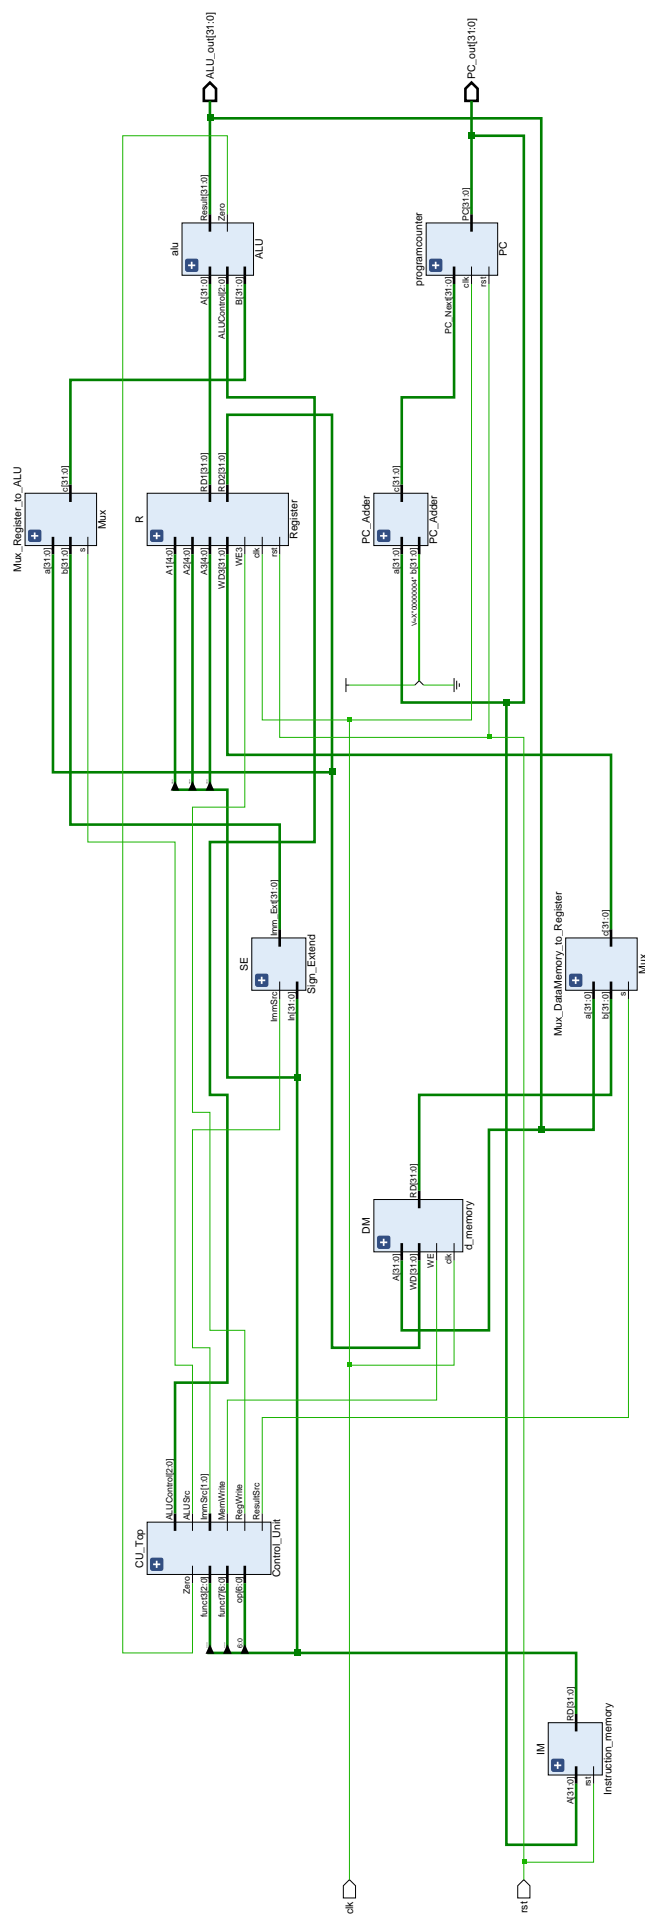 clk
rst
IM
A[31:0]
rst
RD[31:0]
Instruction_memory
CU_Top
Zero
funct3[2:0]
funct7[6:0]
6:0
op[6:0]
ALUControl[2:0]
ALUSrc
ImmSrc[1:0]
MemWrite
RegWrite
ResultSrc
Control_Unit
DM
A[31:0]
WD[31:0]
WE
clk
RD[31:0]
d_memory
SE
ImmSrc
In[31:0]
Imm_Ext[31:0]
Sign_Extend
Mux_DataMemory_to_Register
a[31:0]
b[31:0]
s
c[31:0]
Mux
Mux_Register_to_ALU
a[31:0]
b[31:0]
s
c[31:0]
Mux
R
A1[4:0]
A2[4:0]
A3[4:0]
WD3[31:0]
WE3
clk
rst
RD1[31:0]
RD2[31:0]
Register
PC_Adder
a[31:0]
V=X"00000004"
b[31:0]
c[31:0]
PC_Adder
alu
A[31:0]
ALUControl[2:0]
B[31:0]
Result[31:0]
Zero
ALU
programcounter
PC_Next[31:0]
clk
rst
PC[31:0]
PC
ALU_out[31:0]
PC_out[31:0]